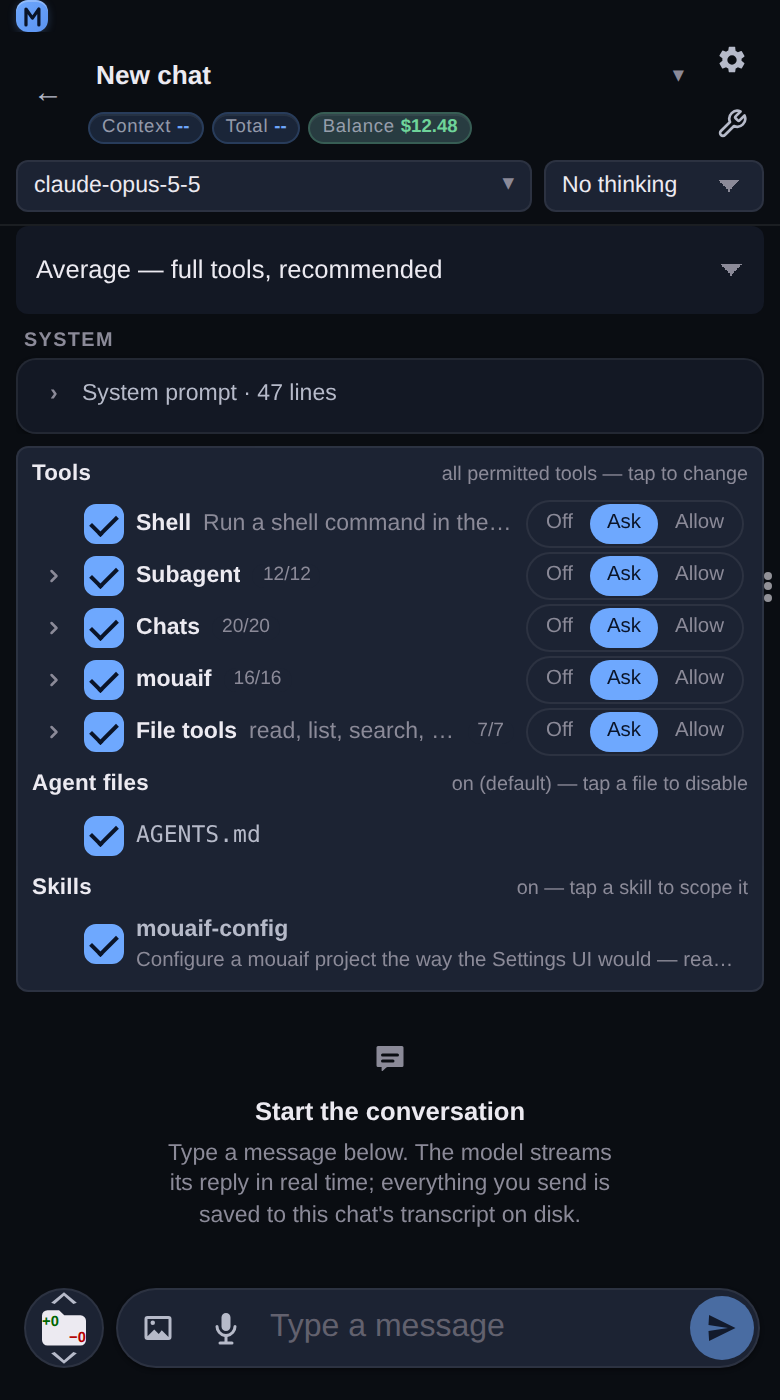 M
New chat
Context --
Total --
Balance $12.48
claude-opus-5-5
No thinking
Average — full tools, recommended
SYSTEM
System prompt · 47 lines
Tools
all permitted tools — tap to change
Shell Run a shell command in the…
Off Ask Allow
Subagent 12/12
Off Ask Allow
Chats 20/20
Off Ask Allow
mouaif 16/16
Off Ask Allow
File tools read, list, search, … 7/7
Off Ask Allow
Agent files
on (default) — tap a file to disable
AGENTS.md
Skills
on — tap a skill to scope it
mouaif-config
Configure a mouaif project the way the Settings UI would — rea…
Start the conversation
Type a message below. The model streams
its reply in real time; everything you send is
saved to this chat's transcript on disk.
+0
−0
Type a message